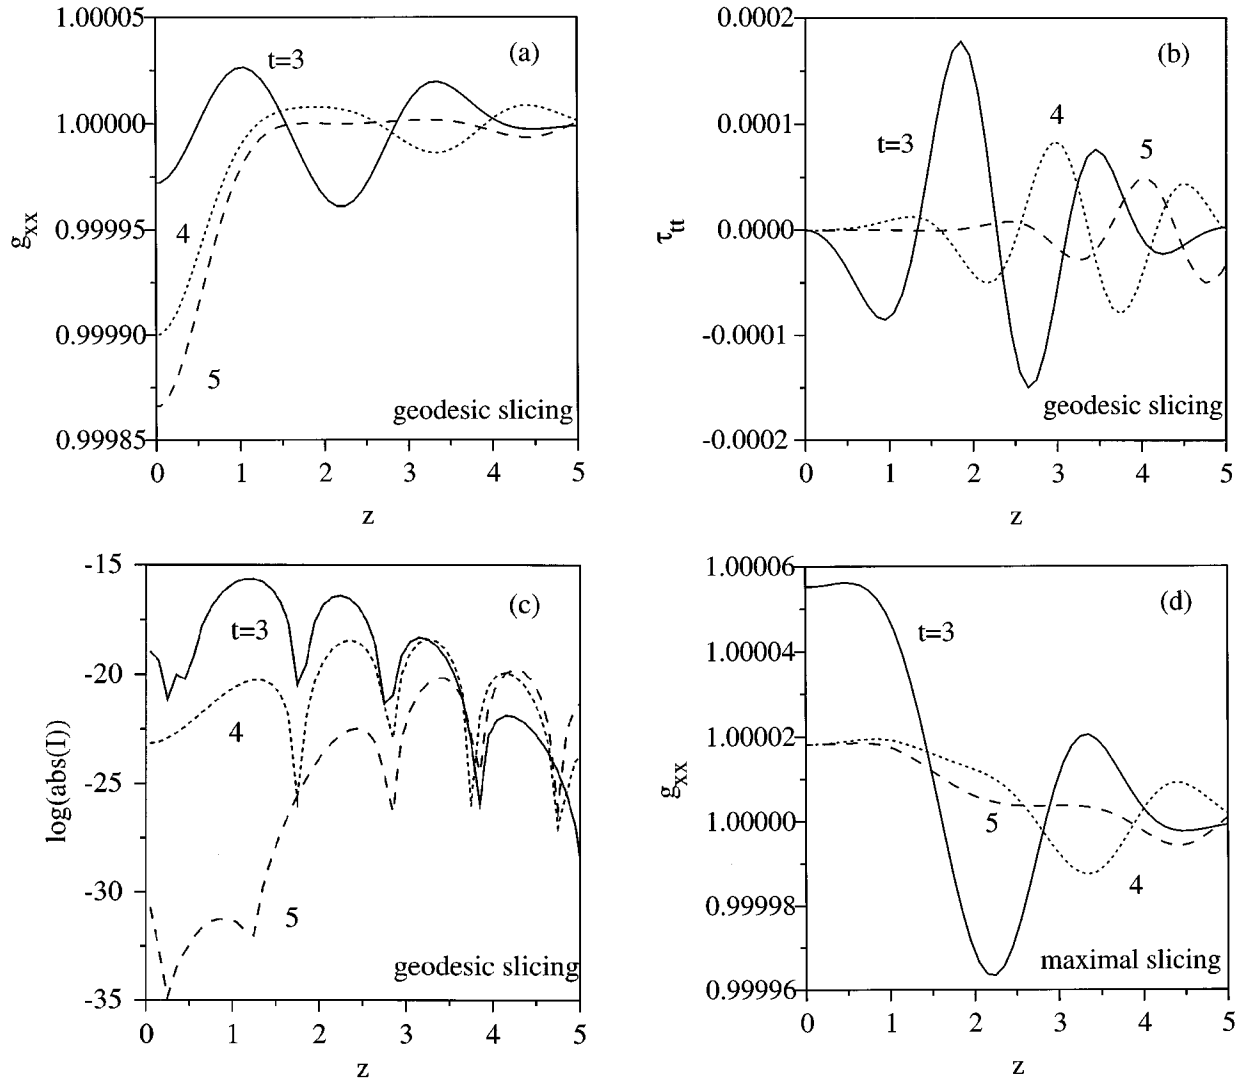 (a)
1.00005
1.00000
0.99995
0.99990
0.99985
g_xx
t=3
4
5
geodesic slicing
0 1 2 3 4 5
z
(b)
0.0002
0.0001
0.0000
-0.0001
-0.0002
τ_tt
t=3
4
5
geodesic slicing
0 1 2 3 4 5
z
(c)
-15
-20
-25
-30
-35
log(abs(I))
t=3
4
5
geodesic slicing
0 1 2 3 4 5
z
(d)
1.00006
1.00004
1.00002
1.00000
0.99998
0.99996
g_xx
t=3
5
4
maximal slicing
0 1 2 3 4 5
z